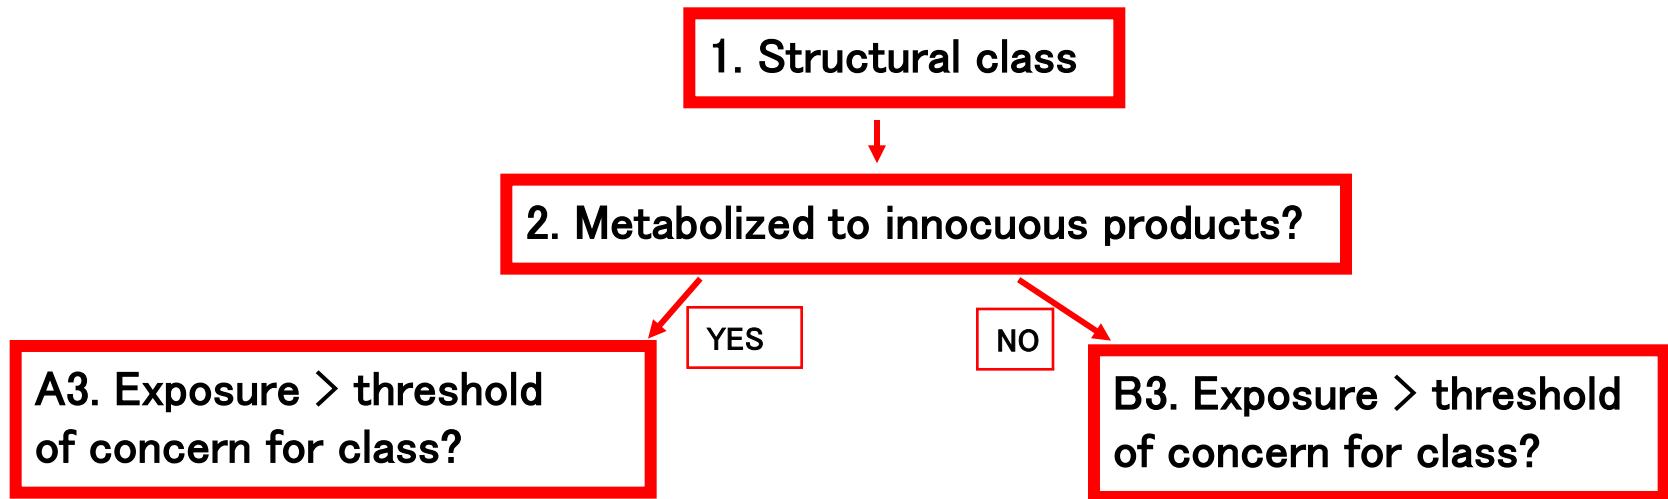 1. Structural class
2. Metabolized to innocuous products?
YES
NO
A3. Exposure > threshold
of concern for class?
B3. Exposure > threshold
of concern for class?